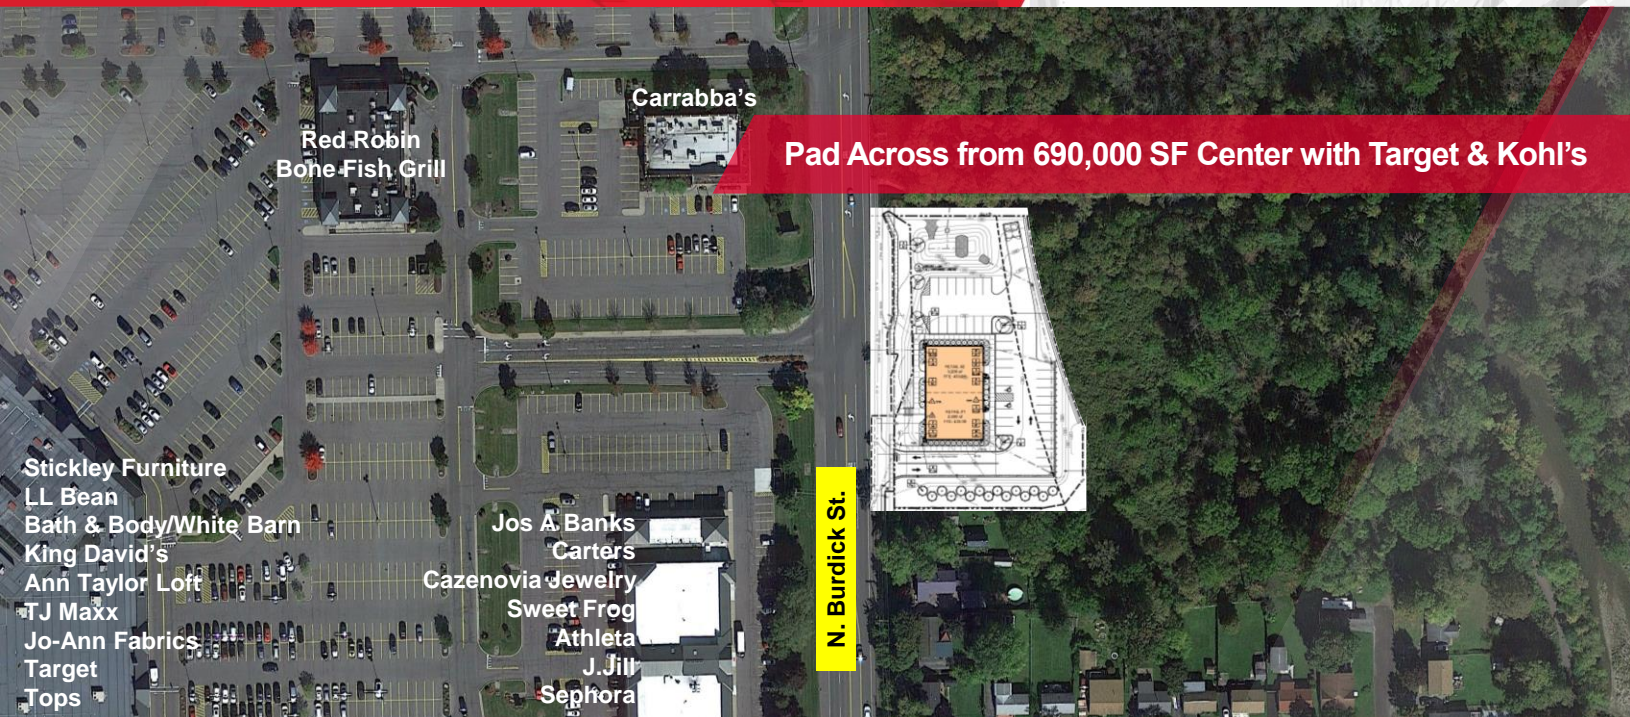 Carrabba's
Red Robin
Bone Fish Grill
Pad Across from 690,000 SF Center with Target & Kohl's
Stickley Furniture
LL Bean
Bath & Body/White Barn
King David's
Ann Taylor Loft
TJ Maxx
Jo-Ann Fabrics
Target
Tops
Jos A Banks
Carters
Cazenovia Jewelry
Sweet Frog
Athleta
J.Jill
Sephora
N. Burdick St.